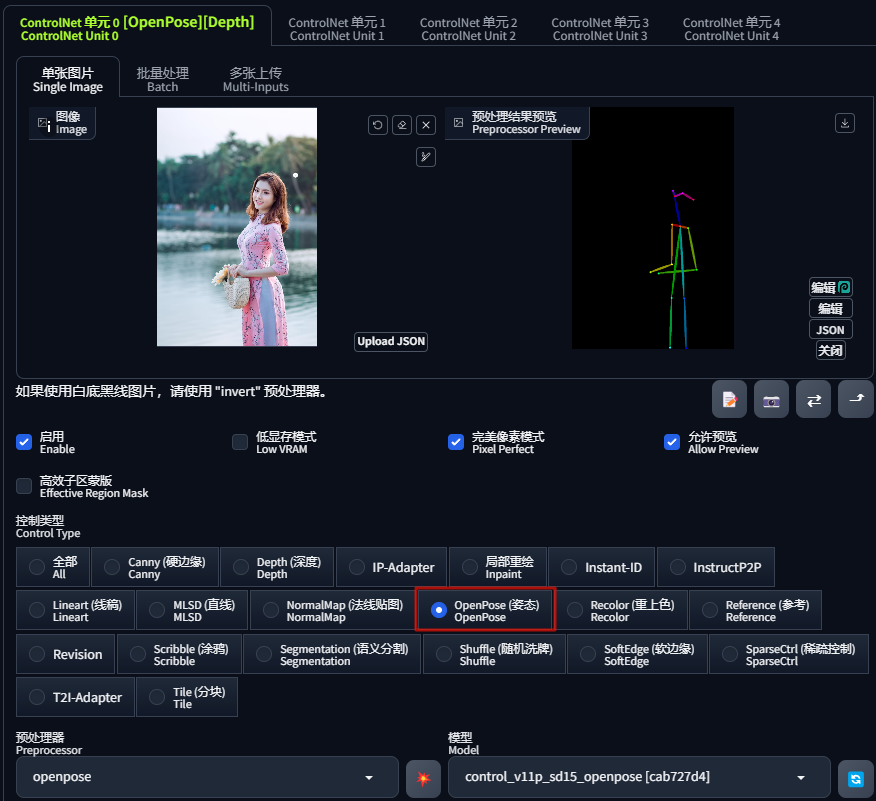 ControlNet 单元 0 [OpenPose][Depth]
ControlNet Unit 0
ControlNet 单元 1
ControlNet Unit 1
ControlNet 单元 2
ControlNet Unit 2
ControlNet 单元 3
ControlNet Unit 3
ControlNet 单元 4
ControlNet Unit 4
单张图片
Single Image
批量处理
Batch
多张上传
Multi-Inputs
图像
Image
预处理结果预览
Preprocessor Preview
Upload JSON
编辑
编辑
JSON
关闭
如果使用白底黑线图片，请使用 "invert" 预处理器。
启用
Enable
低显存模式
Low VRAM
完美像素模式
Pixel Perfect
允许预览
Allow Preview
高效子区蒙版
Effective Region Mask
控制类型
Control Type
全部
All
Canny (硬边缘)
Canny
Depth (深度)
Depth
IP-Adapter
局部重绘
Inpaint
Instant-ID
InstructP2P
Lineart (线稿)
Lineart
MLSD (直线)
MLSD
NormalMap (法线贴图)
NormalMap
OpenPose (姿态)
OpenPose
Recolor (重上色)
Recolor
Reference (参考)
Reference
Revision
Scribble (涂鸦)
Scribble
Segmentation (语义分割)
Segmentation
Shuffle (随机洗牌)
Shuffle
SoftEdge (软边缘)
SoftEdge
SparseCtrl (稀疏控制)
SparseCtrl
T2I-Adapter
Tile (分块)
Tile
预处理器
Preprocessor
模型
Model
openpose
control_v11p_sd15_openpose [cab727d4]